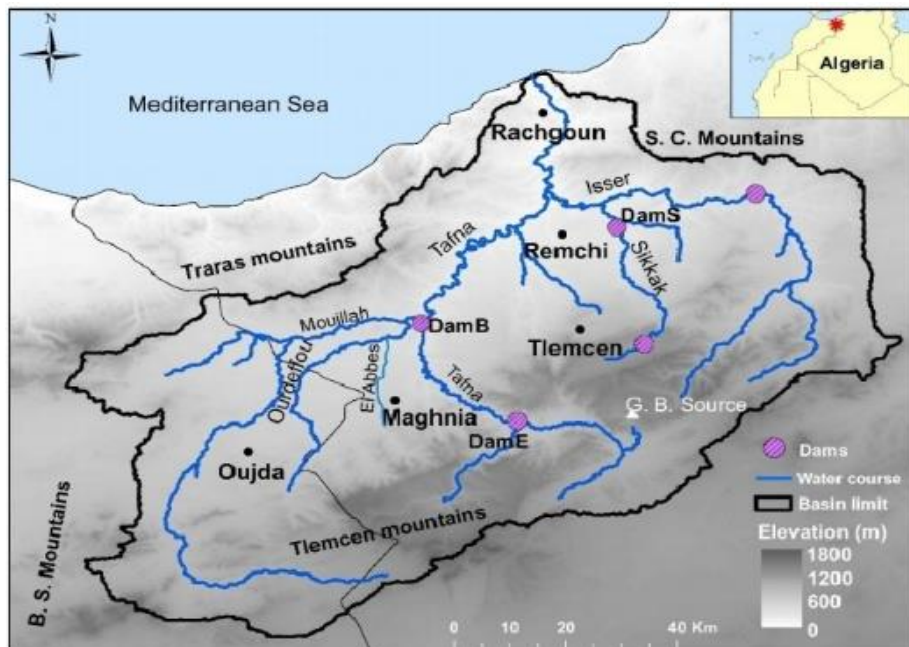 N
Mediterranean Sea
Algeria
Rachgoun
S. C. Mountains
Isser
DamS
Traras mountains
Tafna
Remchi
Sikkak
Mouillah
DamB
Tlemcen
Ourdeffou
El Abbes
Tafna
Maghnia
G. B. Source
DamE
Oujda
Dams
Water course
Basin limit
Tlemcen mountains
B. S. Mountains
Elevation (m)
1800
1200
600
0
0 10 20 40 Km